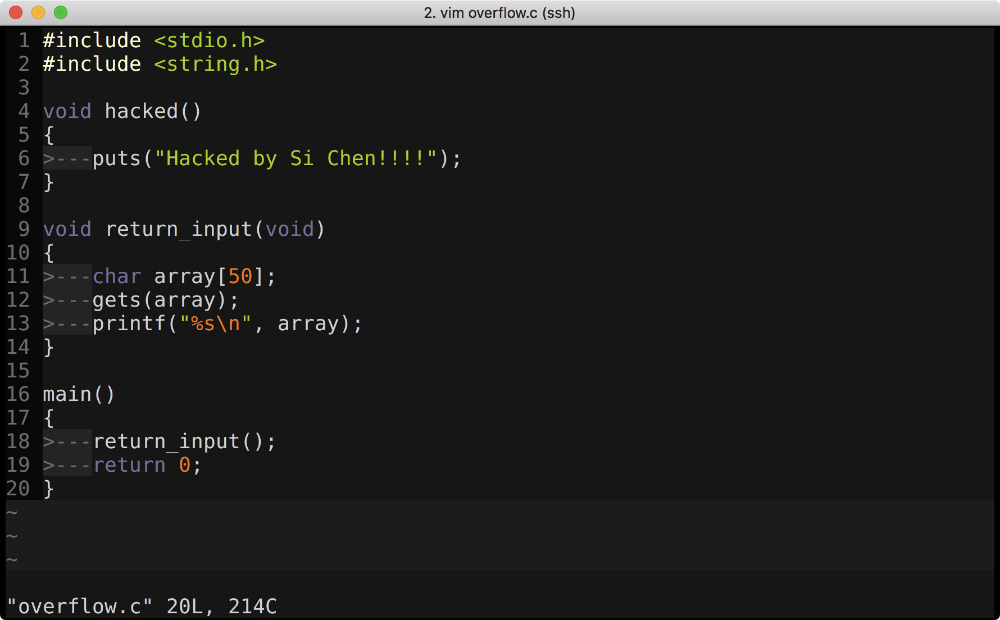 2. vim overflow.c (ssh)
1 #include <stdio.h>
2 #include <string.h>
3
4 void hacked()
5 {
6 >---puts("Hacked by Si Chen!!!!");
7 }
8
9 void return_input(void)
10 {
11 >---char array[50];
12 >---gets(array);
13 >---printf("%s\n", array);
14 }
15
16 main()
17 {
18 >---return_input();
19 >---return 0;
20 }
~
~
~
"overflow.c" 20L, 214C